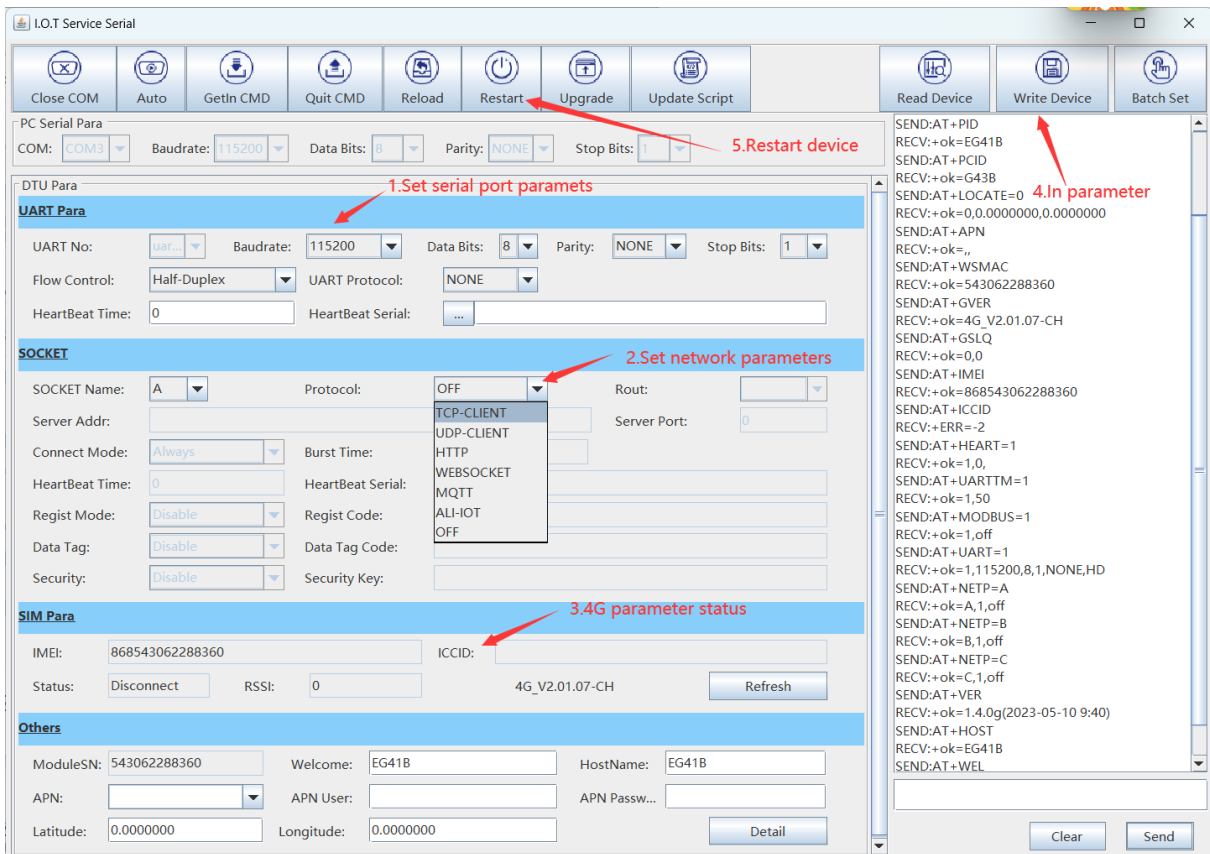 I.O.T Service Serial
Close COM Auto GetIn CMD Quit CMD Reload Restart Upgrade Update Script Read Device Write Device Batch Set
5.Restart device
4.In parameter
PC Serial Para
COM: COM3 Baudrate: 115200 Data Bits: 8 Parity: NONE Stop Bits: 1
DTU Para
1.Set serial port paramets
UART Para
UART No: uar... Baudrate: 115200 Data Bits: 8 Parity: NONE Stop Bits: 1
Flow Control: Half-Duplex UART Protocol: NONE
HeartBeat Time: 0 HeartBeat Serial: ...
SOCKET
2.Set network parameters
SOCKET Name: A Protocol: OFF Rout:
TCP-CLIENT
UDP-CLIENT
HTTP
WEBSOCKET
MQTT
ALI-IOT
OFF
Server Addr: Server Port: 0
Connect Mode: Always Burst Time:
HeartBeat Time: 0 HeartBeat Serial:
Regist Mode: Disable Regist Code:
Data Tag: Disable Data Tag Code:
Security: Disable Security Key:
SIM Para
3.4G parameter status
IMEI: 868543062288360 ICCID:
Status: Disconnect RSSI: 0 4G_V2.01.07-CH Refresh
Others
ModuleSN: 543062288360 Welcome: EG41B HostName: EG41B
APN: APN User: APN Passw...
Latitude: 0.0000000 Longitude: 0.0000000 Detail
SEND:AT+PID
RECV:+ok=EG41B
SEND:AT+PCID
RECV:+ok=G43B
SEND:AT+LOCATE=0
RECV:+ok=0,0.0000000,0.0000000
SEND:AT+APN
RECV:+ok=,,
SEND:AT+WSMAC
RECV:+ok=543062288360
SEND:AT+GVER
RECV:+ok=4G_V2.01.07-CH
SEND:AT+GSLQ
RECV:+ok=0,0
SEND:AT+IMEI
RECV:+ok=868543062288360
SEND:AT+ICCID
RECV:+ERR=-2
SEND:AT+HEART=1
RECV:+ok=1,0,
SEND:AT+UARTTM=1
RECV:+ok=1,50
SEND:AT+MODBUS=1
RECV:+ok=1,off
SEND:AT+UART=1
RECV:+ok=1,115200,8,1,NONE,HD
SEND:AT+NETP=A
RECV:+ok=A,1,off
SEND:AT+NETP=B
RECV:+ok=B,1,off
SEND:AT+NETP=C
RECV:+ok=C,1,off
SEND:AT+VER
RECV:+ok=1.4.0g(2023-05-10 9:40)
SEND:AT+HOST
RECV:+ok=EG41B
SEND:AT+WEL
Clear Send